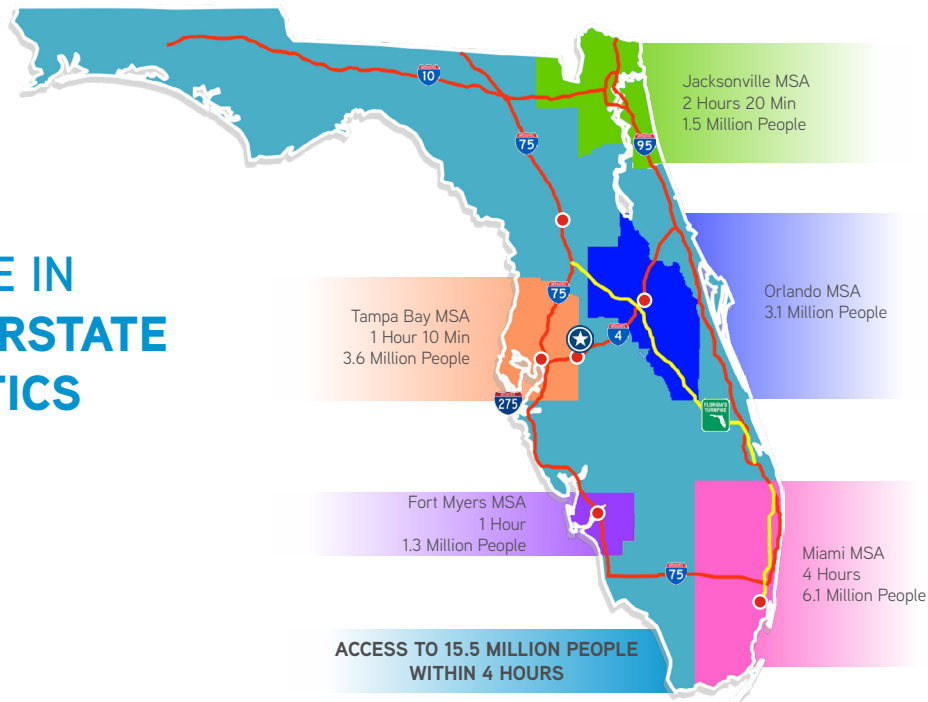 E IN
RSTATE
TICS
10
75
95
Jacksonville MSA
2 Hours 20 Min
1.5 Million People
75
4
275
Tampa Bay MSA
1 Hour 10 Min
3.6 Million People
Orlando MSA
3.1 Million People
FLORIDA'S
TURNPIKE
Fort Myers MSA
1 Hour
1.3 Million People
75
Miami MSA
4 Hours
6.1 Million People
ACCESS TO 15.5 MILLION PEOPLE
WITHIN 4 HOURS